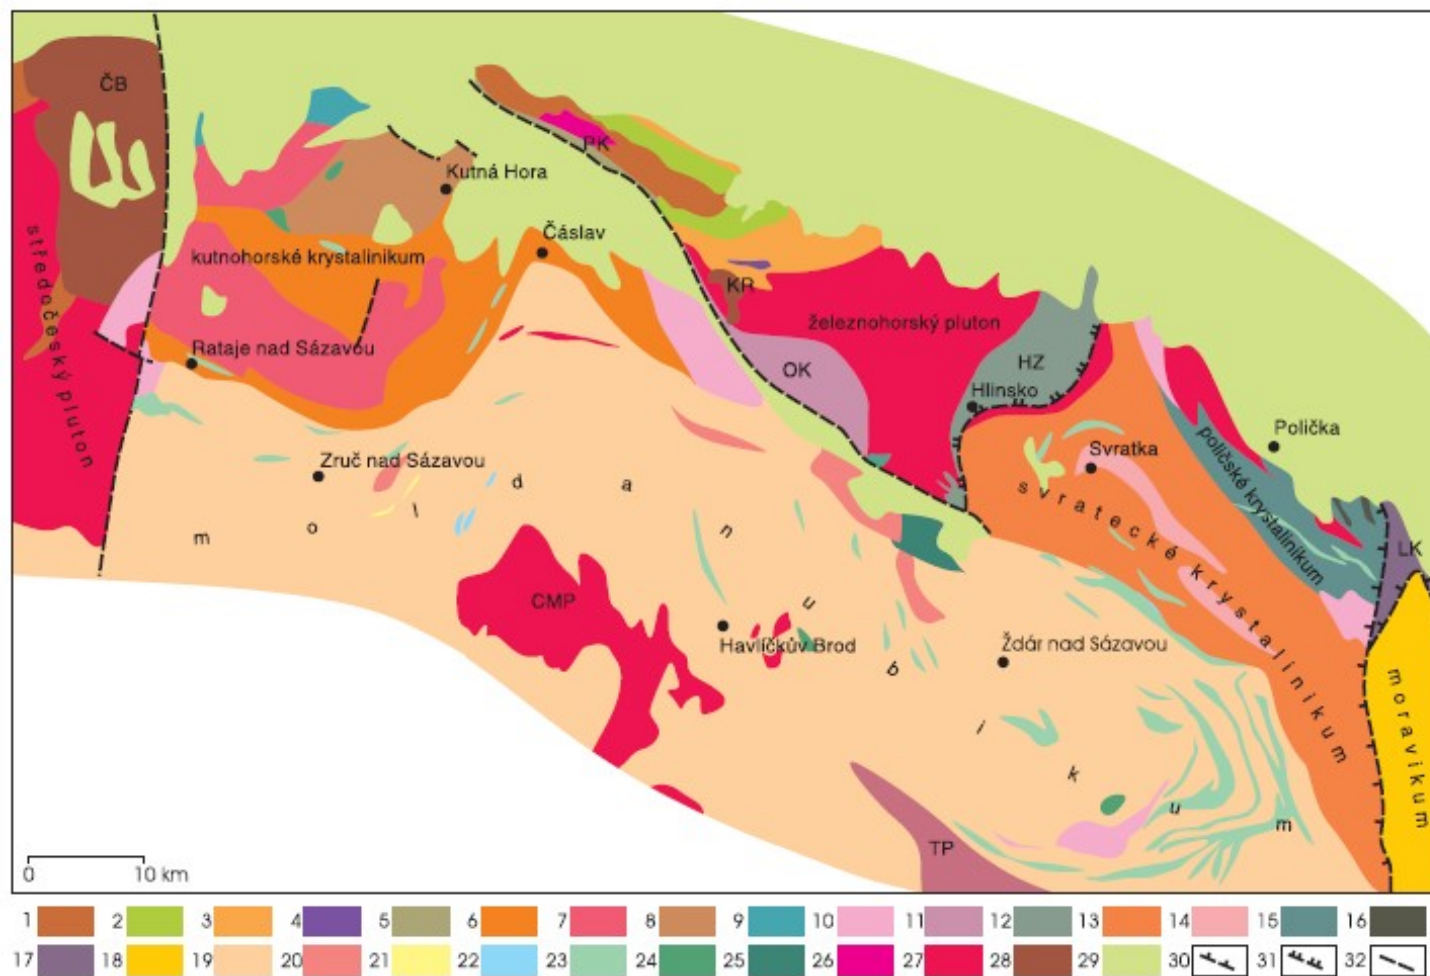 ČB
PK
Kutná Hora
Čáslav
kutnohorské krystalinikum
KR
středočeský pluton
železnohorský pluton
Rataje nad Sázavou
OK
HZ
Hlinsko
Polička
Svratka
poličské krystalinikum
Zruč nad Sázavou
svratecké krystalinikum
moldanubikum
LK
CMP
Havlíčkův Brod
Ždár nad Sázavou
moravikum
TP
0 10 km
1 2 3 4 5 6 7 8 9 10 11 12 13 14 15 16
17 18 19 20 21 22 23 24 25 26 27 28 29 30 31 32